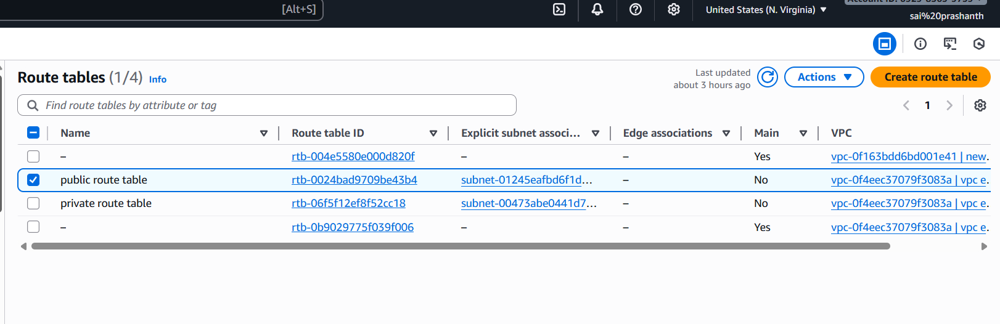 [Alt+S]
United States (N. Virginia)
sai%20prashanth
Route tables (1/4) Info
Last updated
about 3 hours ago
Actions
Create route table
Find route tables by attribute or tag
1
Name Route table ID Explicit subnet associ... Edge associations Main VPC
– rtb-004e5580e000d820f – – Yes vpc-0f163bdd6bd001e41 | new.
public route table rtb-0024bad9709be43b4 subnet-01245eafbd6f1d... – No vpc-0f4eec37079f3083a | vpc e.
private route table rtb-06f5f12ef8f52cc18 subnet-00473abe0441d7... – No vpc-0f4eec37079f3083a | vpc e.
– rtb-0b9029775f039f006 – – Yes vpc-0f4eec37079f3083a | vpc e.